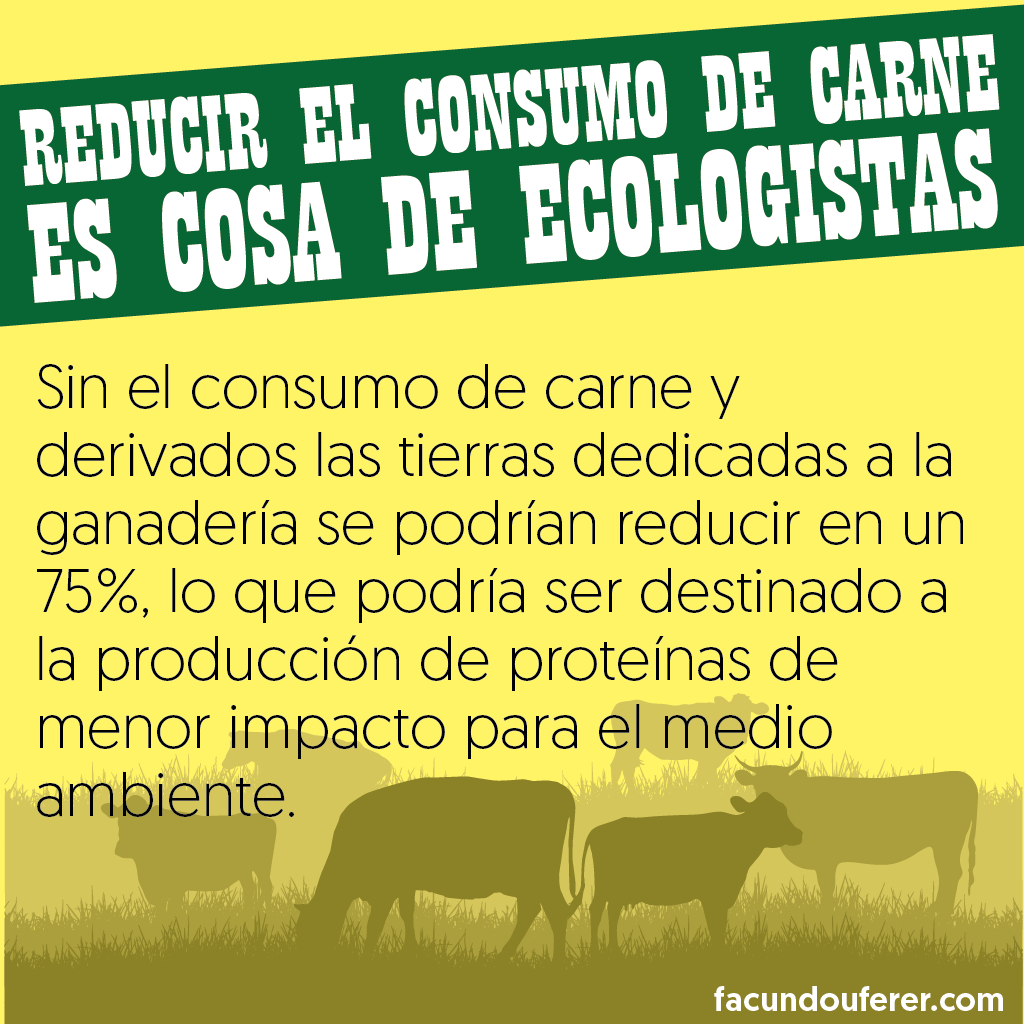 REDUCIR EL CONSUMO DE CARNE
ES COSA DE ECOLOGISTAS
Sin el consumo de carne y
derivados las tierras dedicadas a la
ganadería se podrían reducir en un
75%, lo que podría ser destinado a
la producción de proteínas de
menor impacto para el medio
ambiente.
facundouferer.com